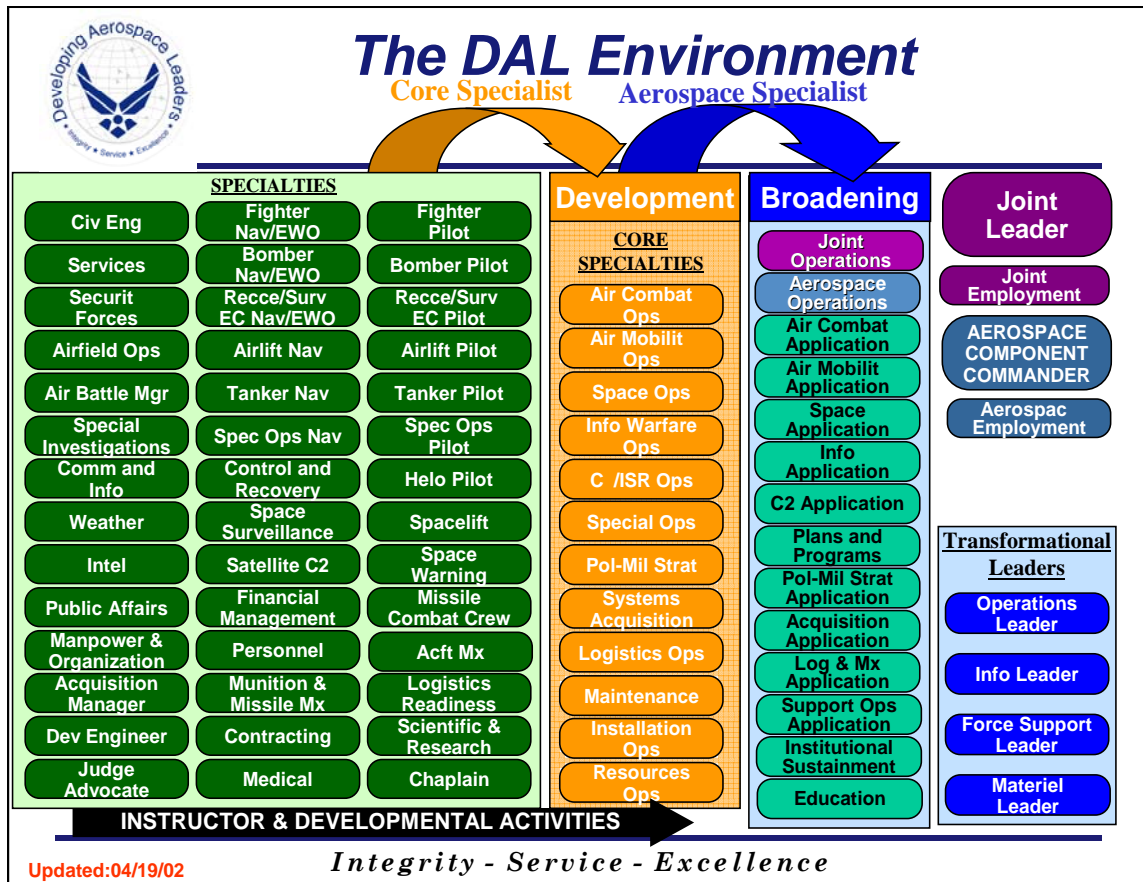 Developing Aerospace Leaders
Integrity ★ Service ★ Excellence
The DAL Environment
Core Specialist
Aerospace Specialist
SPECIALTIES
Civ Eng
Services
Securit
Forces
Airfield Ops
Air Battle Mgr
Special
Investigations
Comm and
Info
Weather
Intel
Public Affairs
Manpower &
Organization
Acquisition
Manager
Dev Engineer
Judge
Advocate
Fighter
Nav/EWO
Bomber
Nav/EWO
Recce/Surv
EC Nav/EWO
Airlift Nav
Tanker Nav
Spec Ops Nav
Control and
Recovery
Space
Surveillance
Satellite C2
Financial
Management
Personnel
Munition &
Missile Mx
Contracting
Medical
Fighter
Pilot
Bomber Pilot
Recce/Surv
EC Pilot
Airlift Pilot
Tanker Pilot
Spec Ops
Pilot
Helo Pilot
Spacelift
Space
Warning
Missile
Combat Crew
Acft Mx
Logistics
Readiness
Scientific &
Research
Chaplain
Development
CORE
SPECIALTIES
Air Combat
Ops
Air Mobilit
Ops
Space Ops
Info Warfare
Ops
C /ISR Ops
Special Ops
Pol-Mil Strat
Systems
Acquisition
Logistics Ops
Maintenance
Installation
Ops
Resources
Ops
Broadening
Joint
Operations
Aerospace
Operations
Air Combat
Application
Air Mobilit
Application
Space
Application
Info
Application
C2 Application
Plans and
Programs
Pol-Mil Strat
Application
Acquisition
Application
Log & Mx
Application
Support Ops
Application
Institutional
Sustainment
Education
Joint
Leader
Joint
Employment
AEROSPACE
COMPONENT
COMMANDER
Aerospac
Employment
Transformational
Leaders
Operations
Leader
Info Leader
Force Support
Leader
Materiel
Leader
INSTRUCTOR & DEVELOPMENTAL ACTIVITIES
Updated:04/19/02
Integrity - Service - Excellence